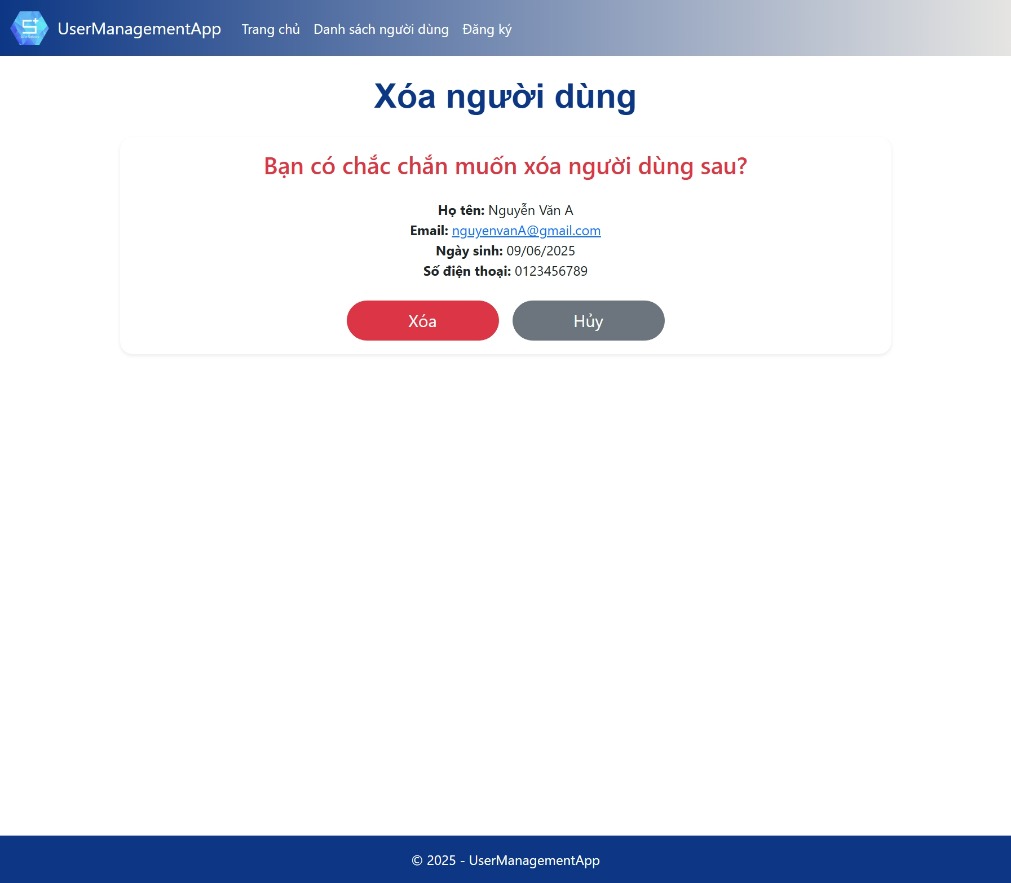 UserManagementApp Trang chủ Danh sách người dùng Đăng ký
Xóa người dùng
Bạn có chắc chắn muốn xóa người dùng sau?
Họ tên: Nguyễn Văn A
Email: nguyenvanA@gmail.com
Ngày sinh: 09/06/2025
Số điện thoại: 0123456789
Xóa Hủy
© 2025 - UserManagementApp